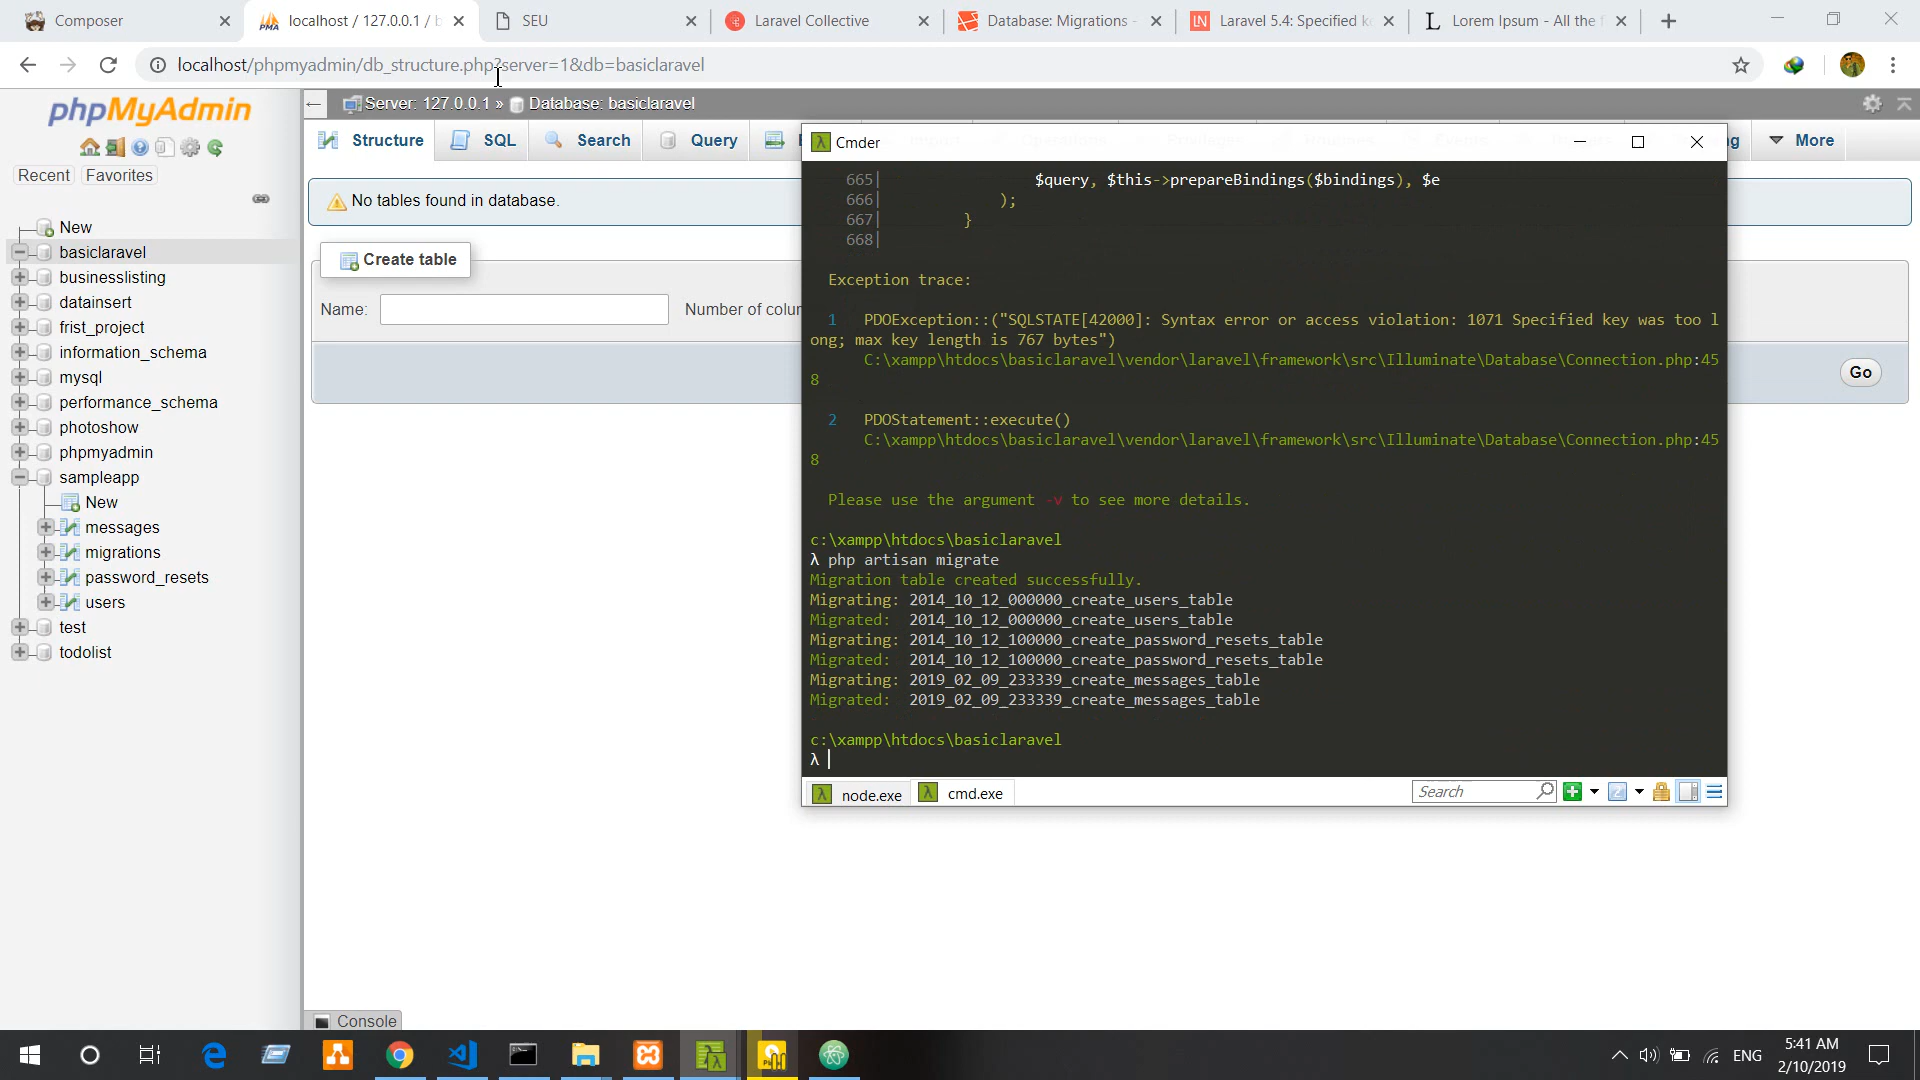 Composer
localhost / 127.0.0.1 / b
SEU
Laravel Collective
Database: Migrations -
Laravel 5.4: Specified k
Lorem Ipsum - All the f
localhost/phpmyadmin/db_structure.php?server=1&db=basiclaravel
phpMyAdmin
Recent
Favorites
New
basiclaravel
businesslisting
datainsert
frist_project
information_schema
mysql
performance_schema
photoshow
phpmyadmin
sampleapp
New
messages
migrations
password_resets
users
test
todolist
Server: 127.0.0.1 » Database: basiclaravel
Structure
SQL
Search
Query
More
No tables found in database.
Create table
Name:
Number of colu
Go
Console
Cmder
665| $query, $this->prepareBindings($bindings), $e
666| );
667| }
668|
Exception trace:
1 PDOException::("SQLSTATE[42000]: Syntax error or access violation: 1071 Specified key was too l
ong; max key length is 767 bytes")
C:\xampp\htdocs\basiclaravel\vendor\laravel\framework\src\Illuminate\Database\Connection.php:45
8
2 PDOStatement::execute()
C:\xampp\htdocs\basiclaravel\vendor\laravel\framework\src\Illuminate\Database\Connection.php:45
8
Please use the argument -v to see more details.
c:\xampp\htdocs\basiclaravel
λ php artisan migrate
Migration table created successfully.
Migrating: 2014_10_12_000000_create_users_table
Migrated: 2014_10_12_000000_create_users_table
Migrating: 2014_10_12_100000_create_password_resets_table
Migrated: 2014_10_12_100000_create_password_resets_table
Migrating: 2019_02_09_233339_create_messages_table
Migrated: 2019_02_09_233339_create_messages_table
c:\xampp\htdocs\basiclaravel
λ
node.exe
cmd.exe
Search
ENG
5:41 AM
2/10/2019